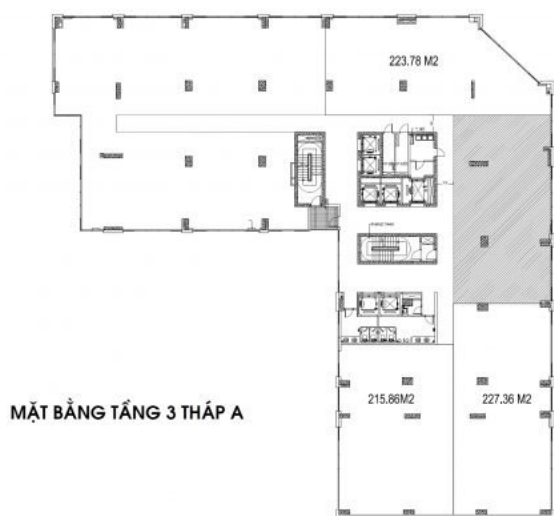 223.78 M2
MẶT BẰNG TẦNG 3 THÁP A
215.86M2
227.36 M2